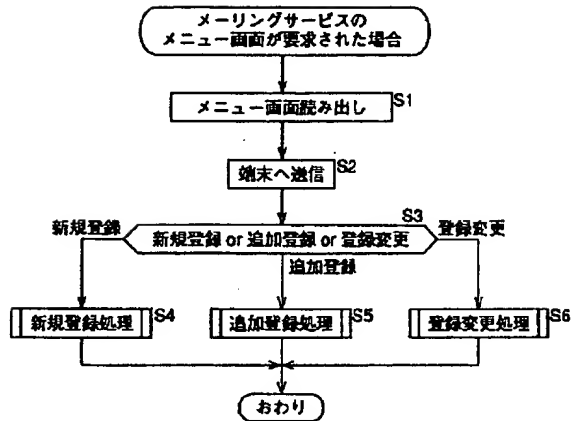 メーリングサービスの
メニュー画面が要求された場合
メニュー画面読み出し
S1
端末へ送信
S2
S3
新規登録 or 追加登録 or 登録変更
新規登録
登録変更
追加登録
新規登録処理
S4
追加登録処理
S5
登録変更処理
S6
おわり